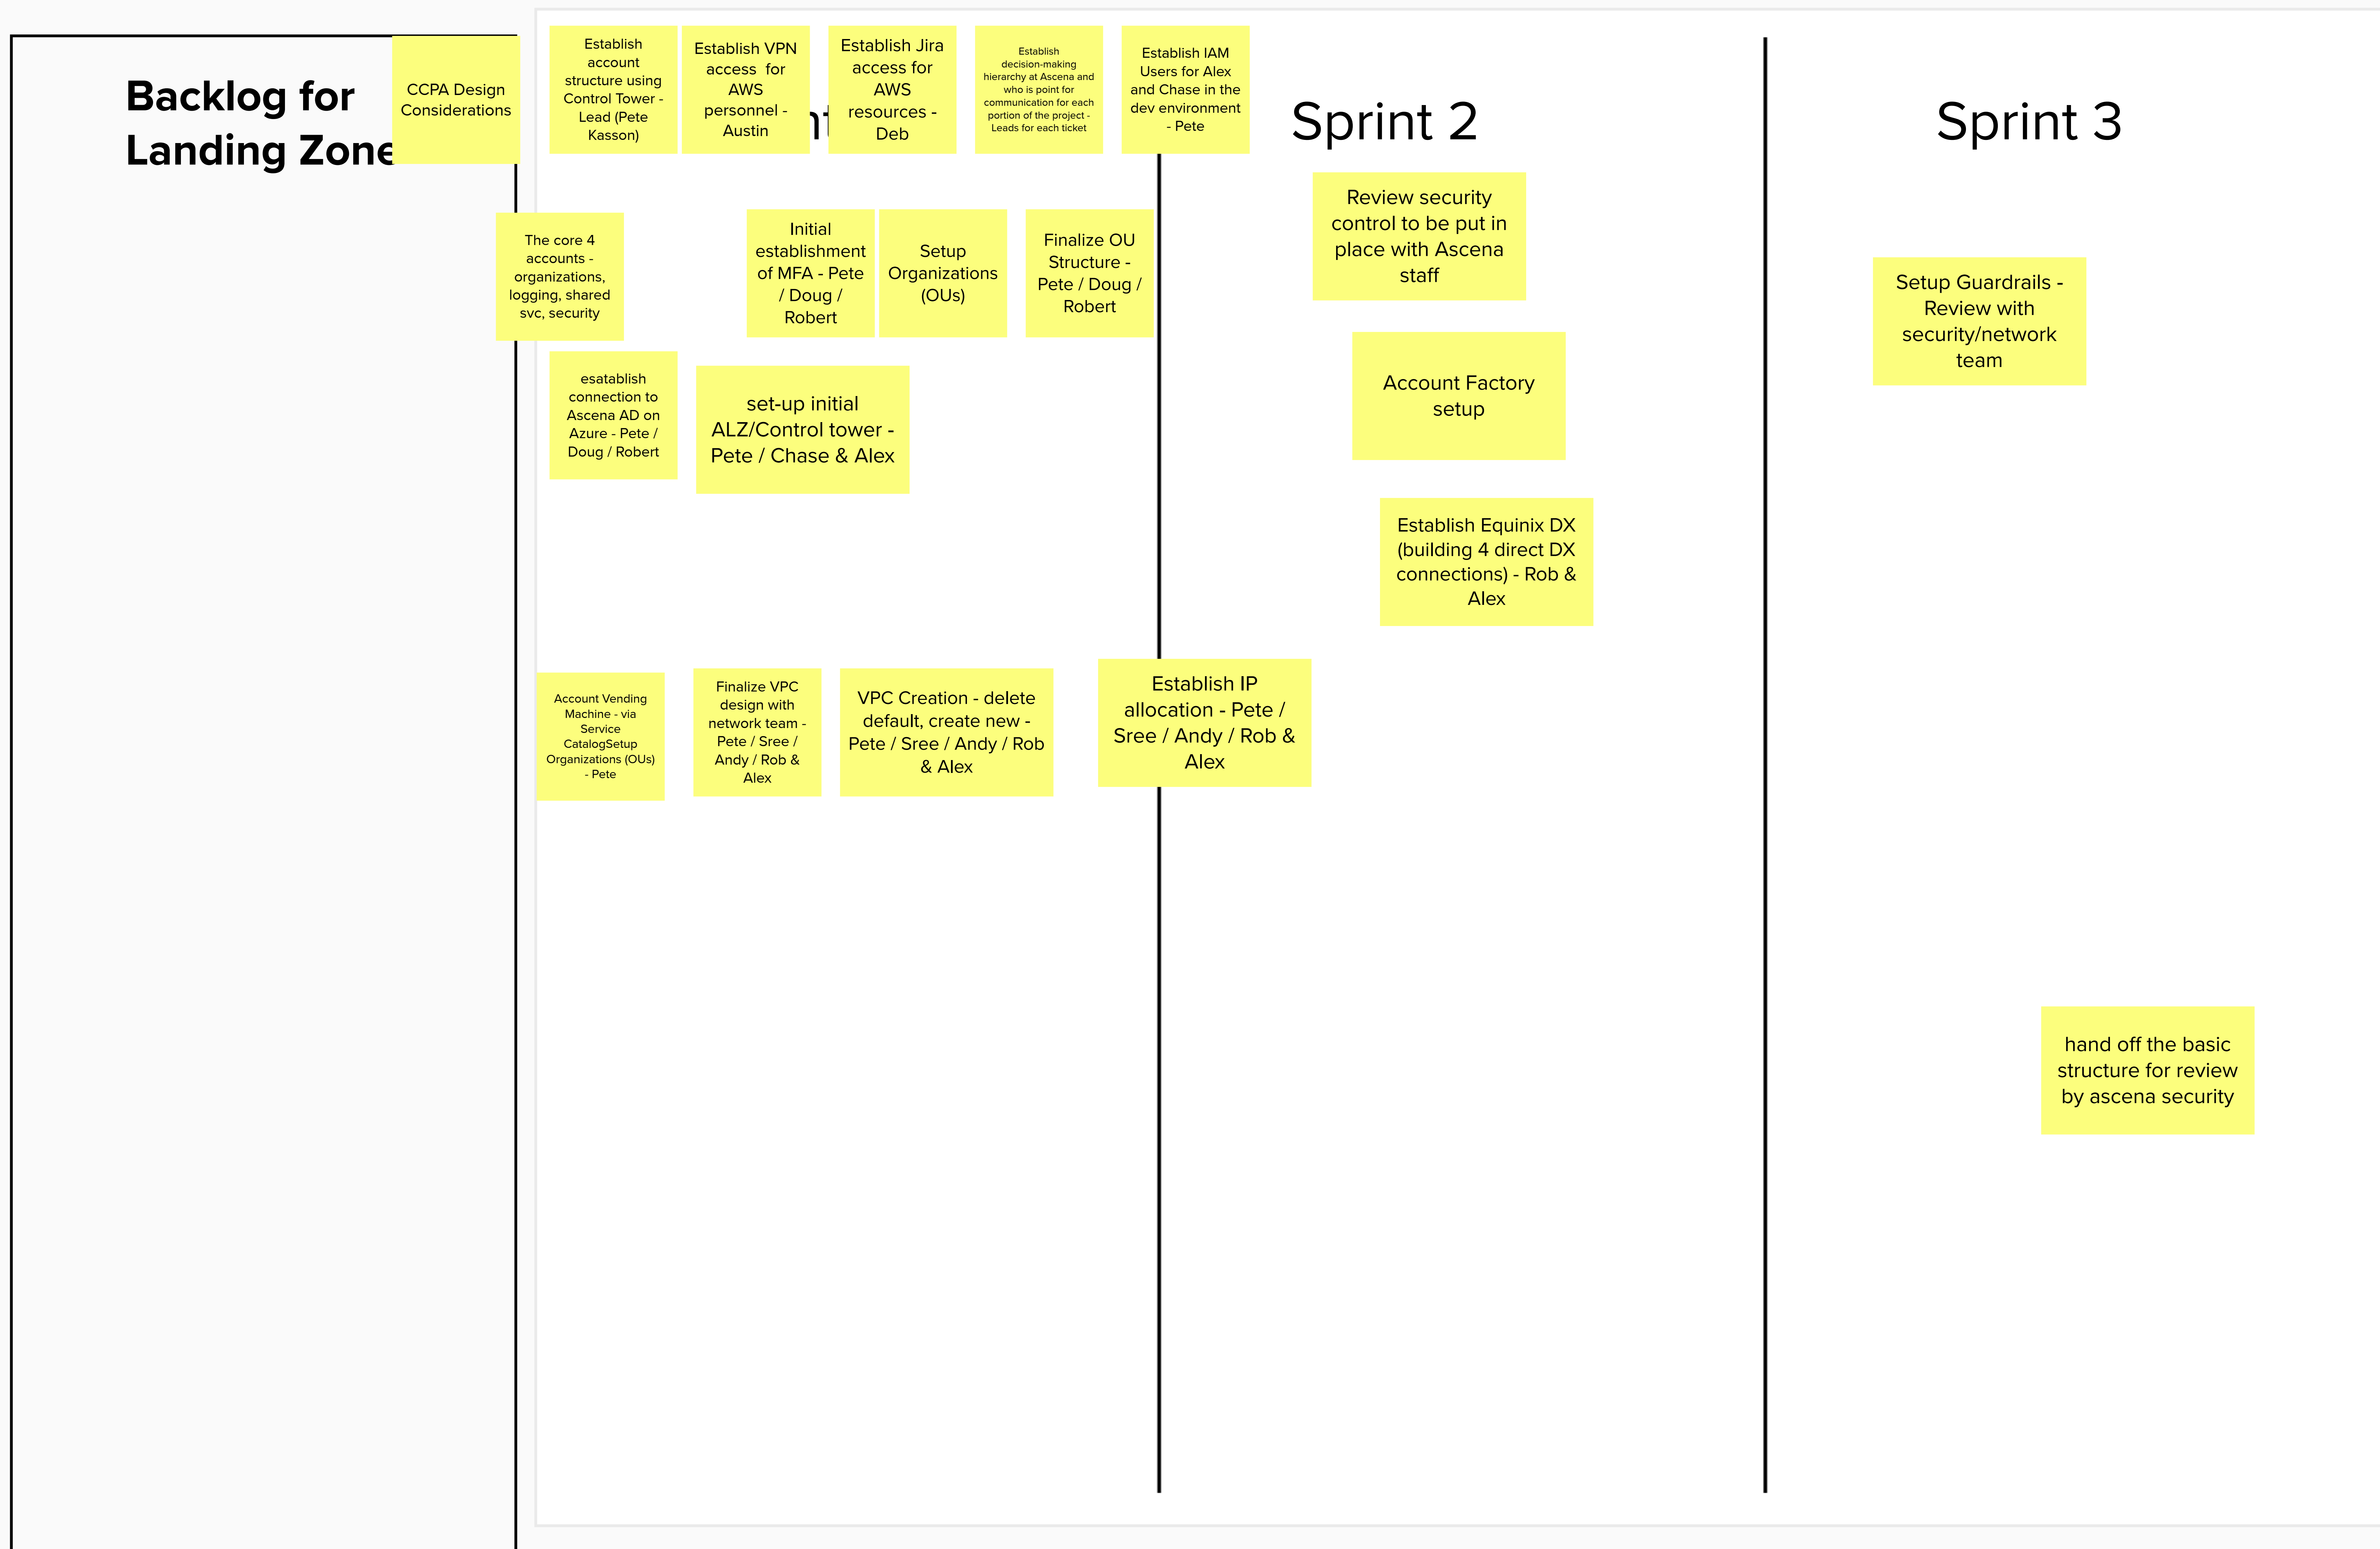 Backlog for
Landing Zone
CCPA Design
Considerations
Establish
account
structure using
Control Tower -
Lead (Pete
Kasson)
Establish VPN
access for
AWS
personnel -
Austin
Establish Jira
access for
AWS
resources -
Deb
Establish
decision-making
hierarchy at Ascena and
who is point for
communication for each
portion of the project -
Leads for each ticket
Establish IAM
Users for Alex
and Chase in the
dev environment
- Pete
Sprint 2
Sprint 3
The core 4
accounts -
organizations,
logging, shared
svc, security
Initial
establishment
of MFA - Pete
/ Doug /
Robert
Setup
Organizations
(OUs)
Finalize OU
Structure -
Pete / Doug /
Robert
Review security
control to be put in
place with Ascena
staff
Setup Guardrails -
Review with
security/network
team
esatablish
connection to
Ascena AD on
Azure - Pete /
Doug / Robert
set-up initial
ALZ/Control tower -
Pete / Chase & Alex
Account Factory
setup
Establish Equinix DX
(building 4 direct DX
connections) - Rob &
Alex
Account Vending
Machine - via
Service
CatalogSetup
Organizations (OUs)
- Pete
Finalize VPC
design with
network team -
Pete / Sree /
Andy / Rob &
Alex
VPC Creation - delete
default, create new -
Pete / Sree / Andy / Rob
& Alex
Establish IP
allocation - Pete /
Sree / Andy / Rob &
Alex
hand off the basic
structure for review
by ascena security